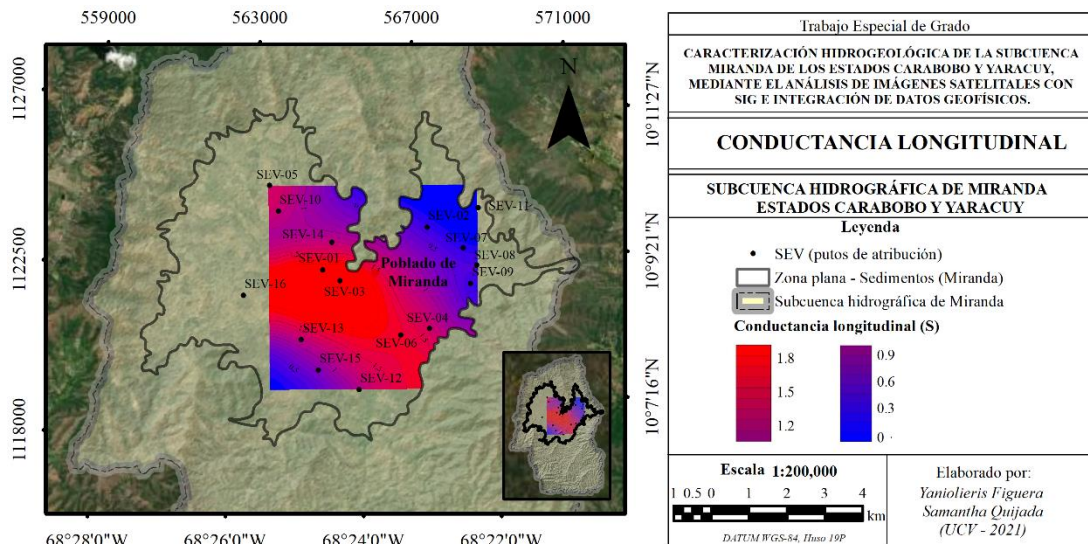 559000
563000
567000
571000
1127000
1122500
1118000
10°11'27"N
10°9'21"N
10°7'16"N
68°28'0"W
68°26'0"W
68°24'0"W
68°22'0"W
N
SEV-05
SEV-10
SEV-14
SEV-01
SEV-03
SEV-16
SEV-13
SEV-15
SEV-12
SEV-06
SEV-04
SEV-02
SEV-11
SEV-07
SEV-08
SEV-09
Poblado de
Miranda
Trabajo Especial de Grado
CARACTERIZACIÓN HIDROGEOLÓGICA DE LA SUBCUENCA
MIRANDA DE LOS ESTADOS CARABOBO Y YARACUY,
MEDIANTE EL ANÁLISIS DE IMÁGENES SATELITALES CON
SIG E INTEGRACIÓN DE DATOS GEOFÍSICOS.
CONDUCTANCIA LONGITUDINAL
SUBCUENCA HIDROGRÁFICA DE MIRANDA
ESTADOS CARABOBO Y YARACUY
Leyenda
SEV (putos de atribución)
Zona plana - Sedimentos (Miranda)
Subcuenca hidrográfica de Miranda
Conductancia longitudinal (S)
1.8
1.5
1.2
0.9
0.6
0.3
0
Escala 1:200,000
1 0.5 0 1 2 3 4
km
DATUM WGS-84, Huso 19P
Elaborado por:
Yaniolieris Figuera
Samantha Quijada
(UCV - 2021)